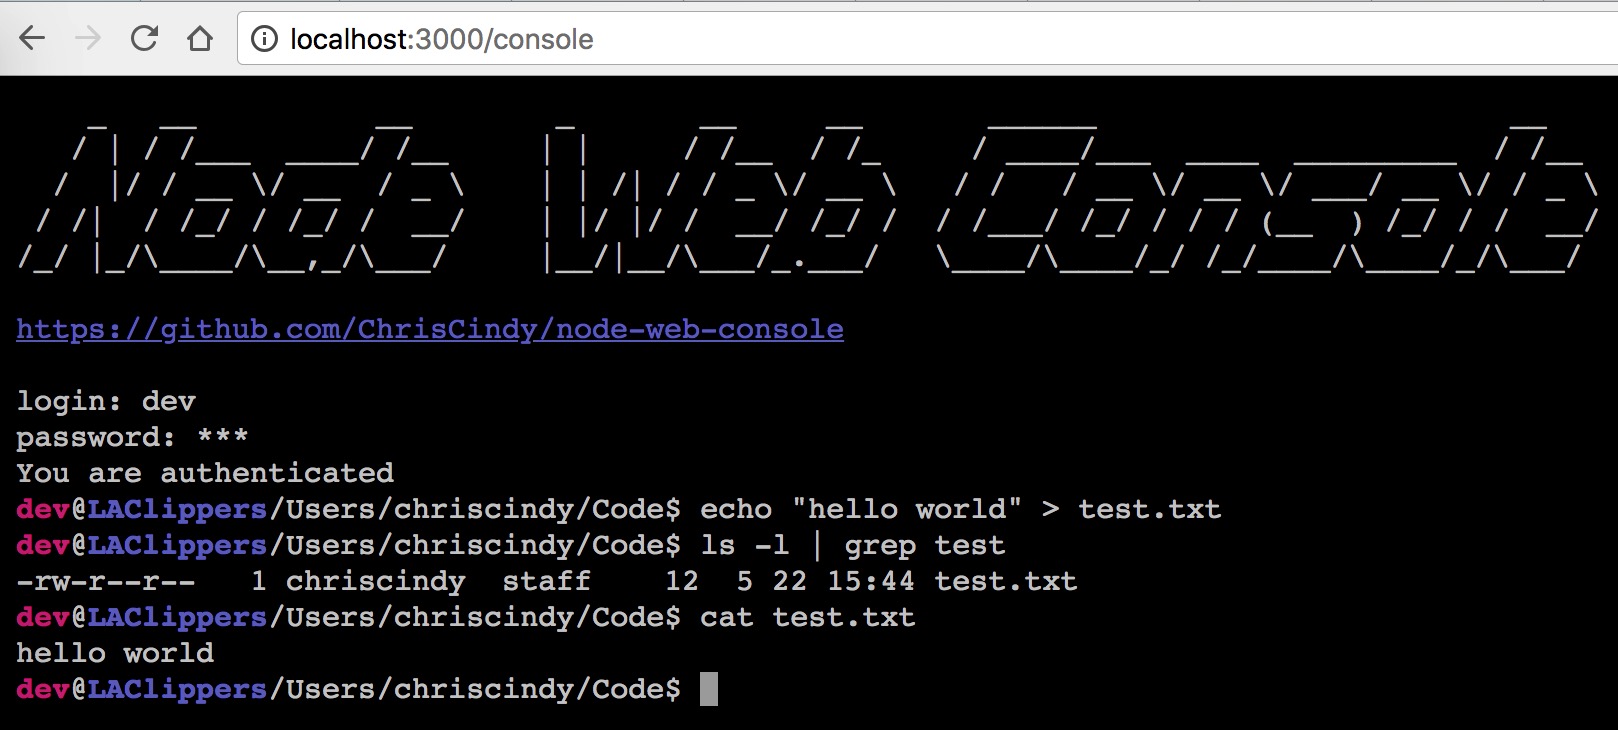 localhost:3000/console
Node Web Console
https://github.com/ChrisCindy/node-web-console
login: dev
password: ***
You are authenticated
dev@LAClippers/Users/chriscindy/Code$ echo "hello world" > test.txt
dev@LAClippers/Users/chriscindy/Code$ ls -l | grep test
-rw-r--r--   1 chriscindy  staff    12  5 22 15:44 test.txt
dev@LAClippers/Users/chriscindy/Code$ cat test.txt
hello world
dev@LAClippers/Users/chriscindy/Code$